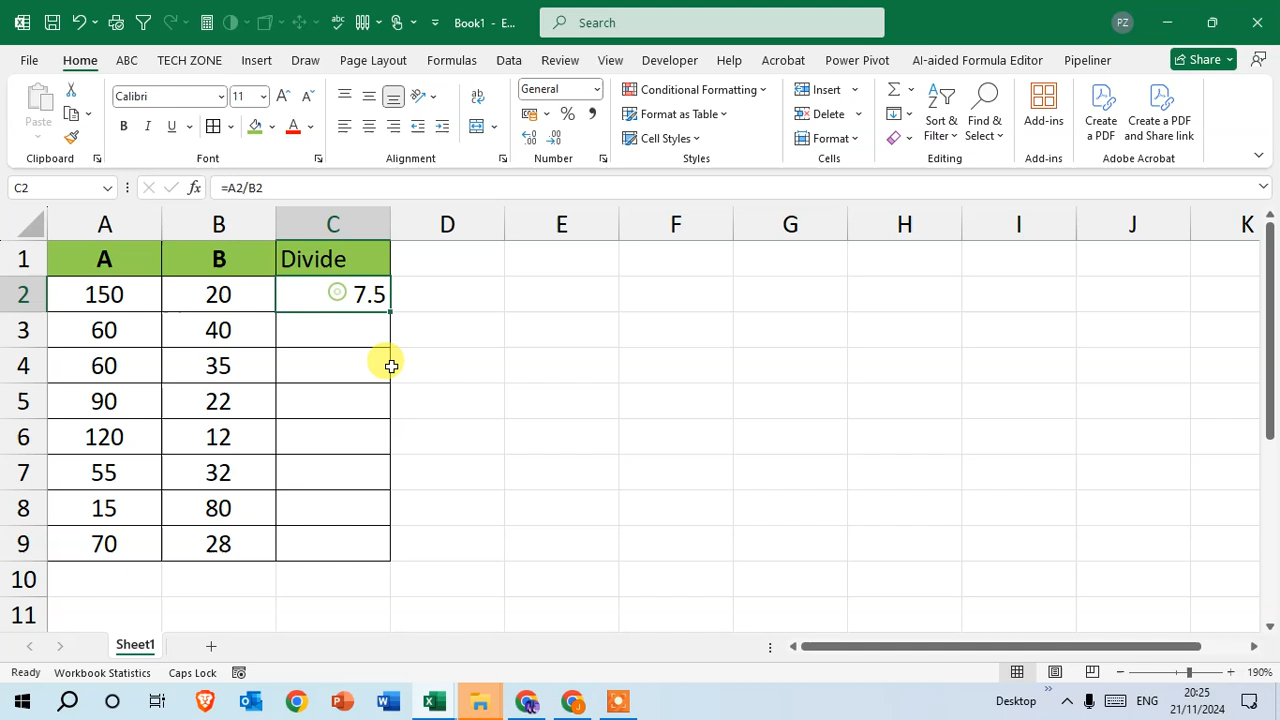 Book1 - E...
Search
PZ
File Home ABC TECH ZONE Insert Draw Page Layout Formulas Data Review View Developer Help Acrobat Power Pivot AI-aided Formula Editor Pipeliner Share
Paste
Clipboard
Calibri 11
B I U
Font
Alignment
General
Number
Conditional Formatting
Format as Table
Cell Styles
Styles
Insert
Delete
Format
Cells
Sort &
Filter
Find &
Select
Editing
Add-ins
Add-ins
Create
a PDF
Create a PDF
and Share link
Adobe Acrobat
C2 fx =A2/B2
A B C D E F G H I J K
1 A B Divide
2 150 20 7.5
3 60 40
4 60 35
5 90 22
6 120 12
7 55 32
8 15 80
9 70 28
10
11
Sheet1
Ready Workbook Statistics Caps Lock 190%
Desktop ENG 20:25
21/11/2024